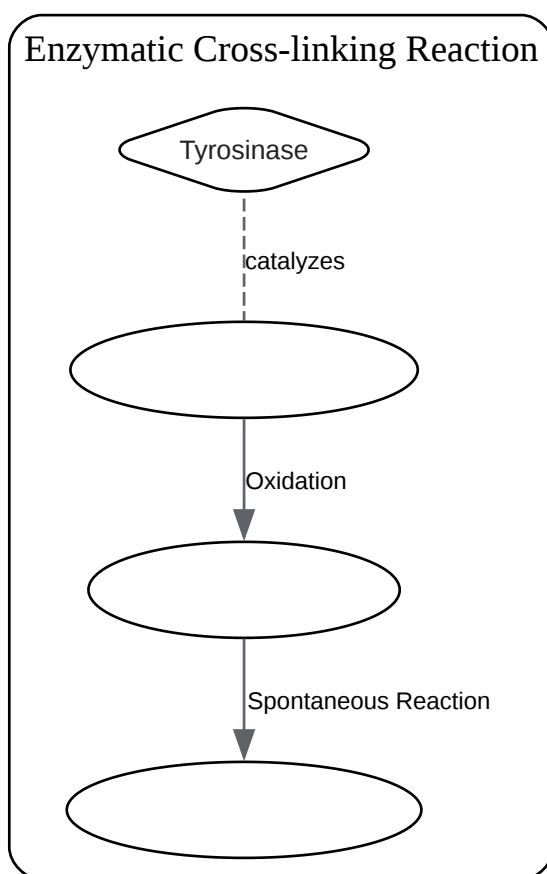 Enzymatic Cross-linking Reaction
Tyrosinase
catalyzes
Oxidation
Spontaneous Reaction